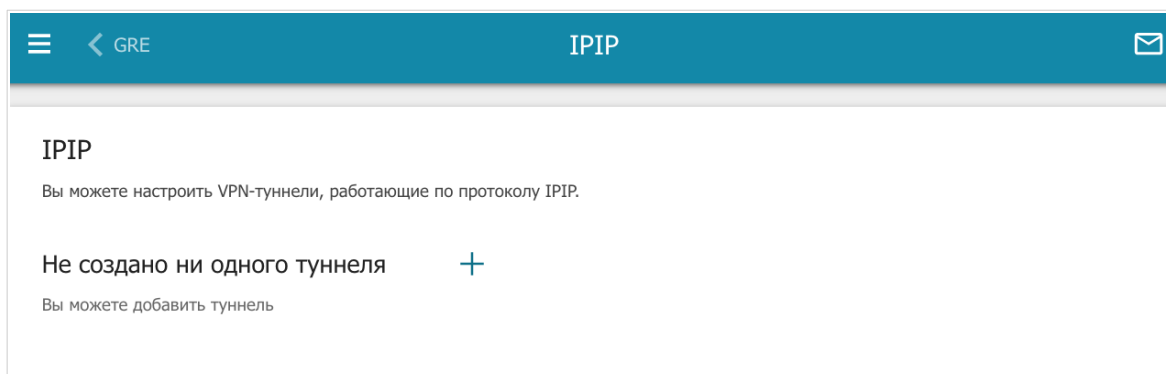 GRE
IPIP
IPIP
Вы можете настроить VPN-туннели, работающие по протоколу IPIP.
Не создано ни одного туннеля
Вы можете добавить туннель